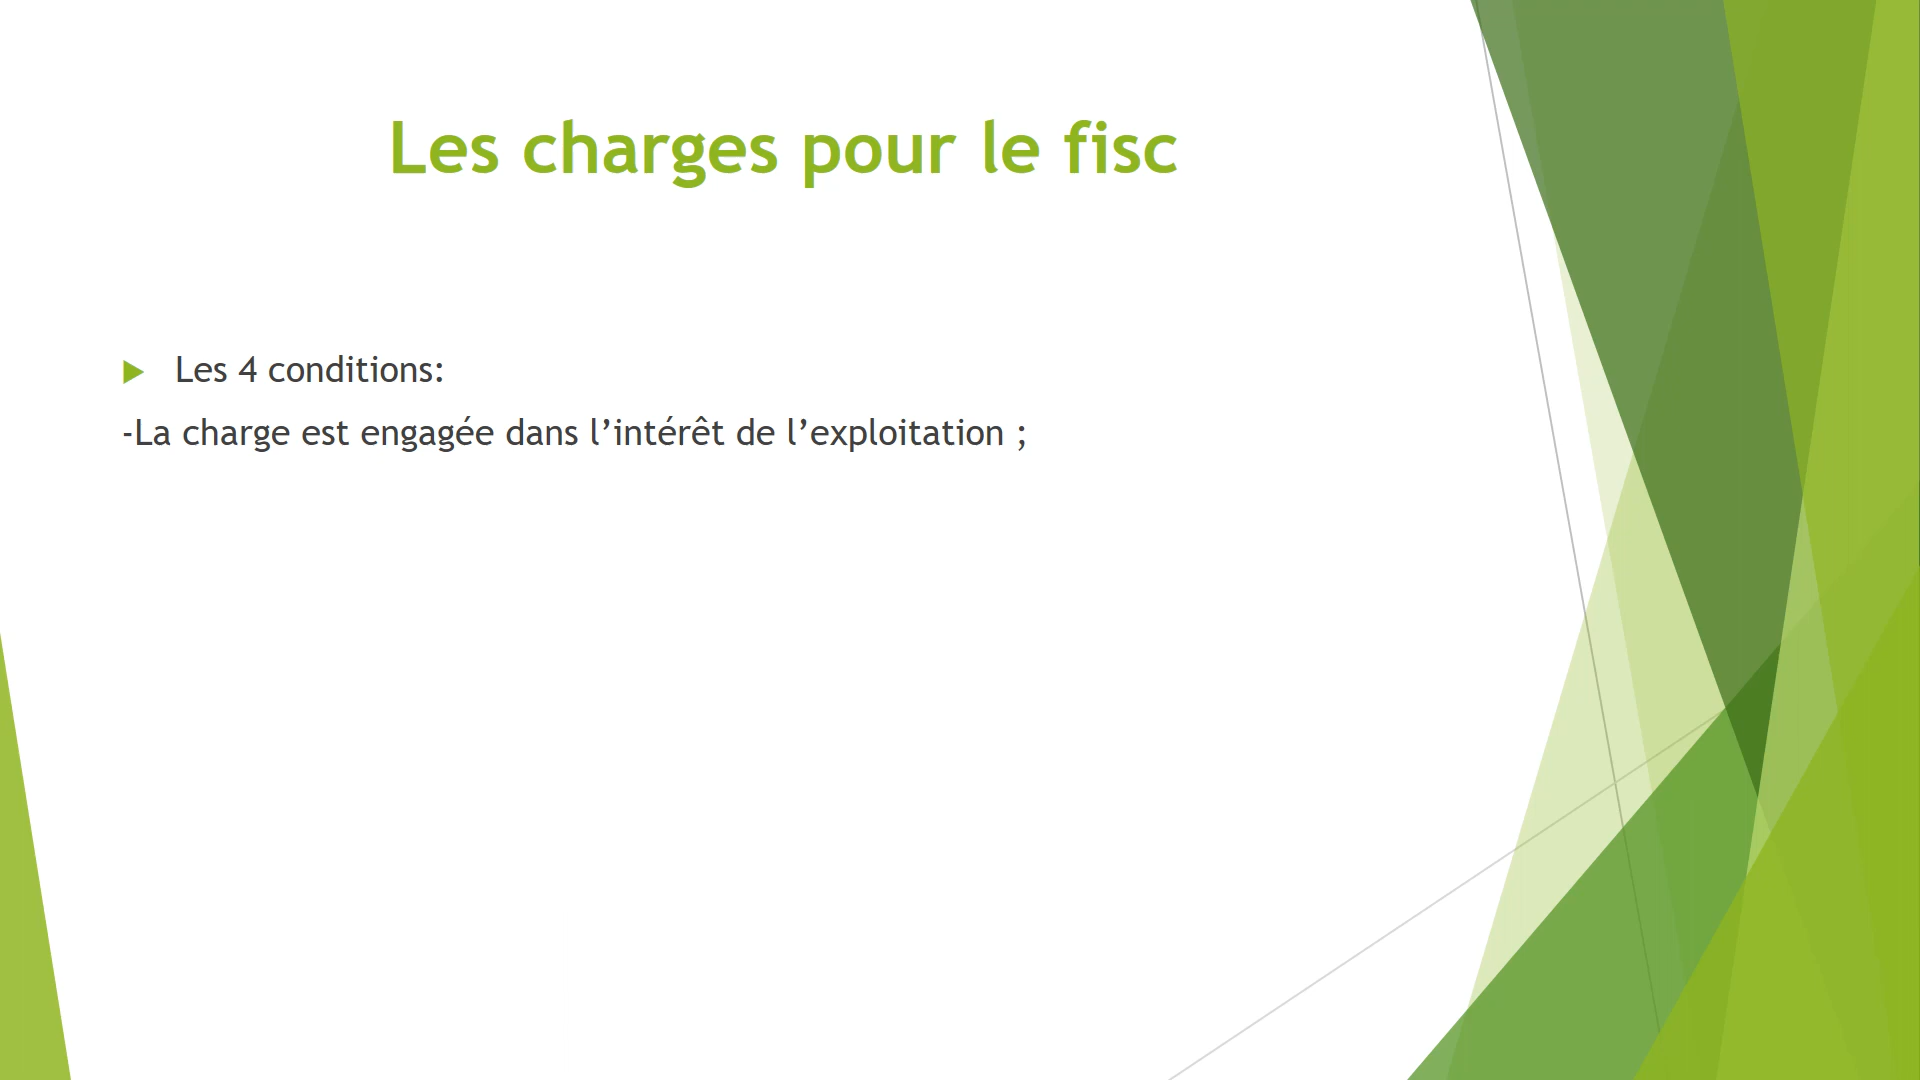 Les charges pour le fisc
Les 4 conditions:
-La charge est engagée dans l’intérêt de l’exploitation ;